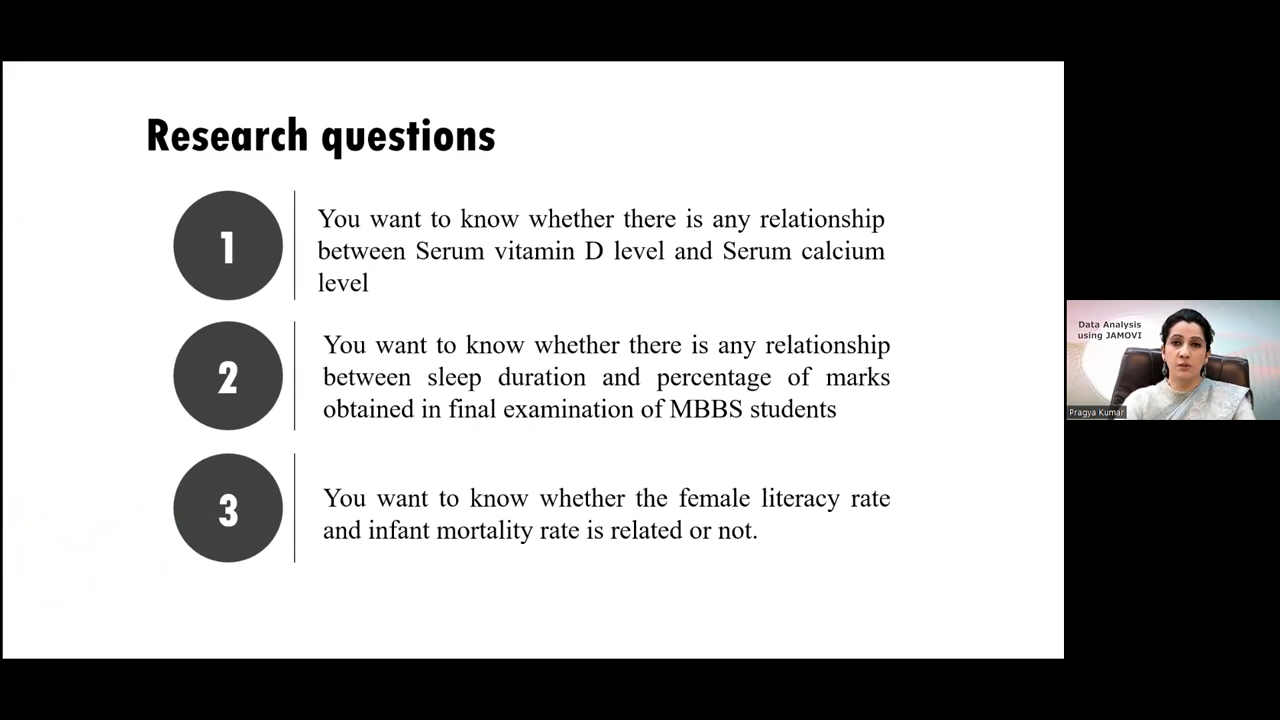 Research questions
1
You want to know whether there is any relationship
between Serum vitamin D level and Serum calcium
level
2
You want to know whether there is any relationship
between sleep duration and percentage of marks
obtained in final examination of MBBS students
3
You want to know whether the female literacy rate
and infant mortality rate is related or not.
Data Analysis
using JAMOVI
Pragya Kumar